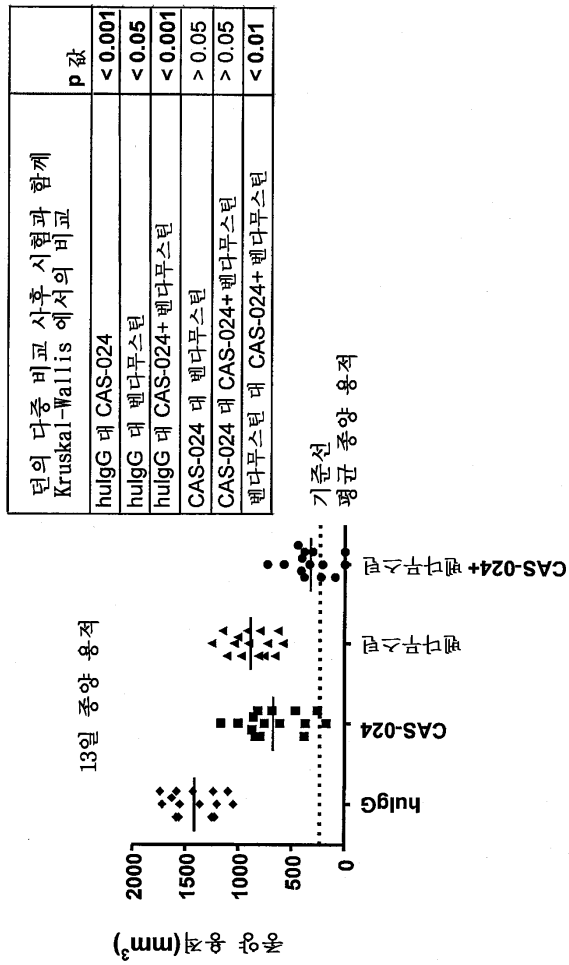 13일 종양 용적
종양 용적(mm³)
2000
1500
1000
500
0
huIgG
CAS-024
벤다무스틴
CAS-024+ 벤다무스틴
기준선
평균 종양 용적
던의 다중 비교 사후 시험과 함께
Kruskal-Wallis 에서의 비교
p 값
huIgG 대 CAS-024 < 0.001
huIgG 대 벤다무스틴 < 0.05
huIgG 대 CAS-024+ 벤다무스틴 < 0.001
CAS-024 대 벤다무스틴 > 0.05
CAS-024 대 CAS-024+ 벤다무스틴 > 0.05
벤다무스틴 대 CAS-024+ 벤다무스틴 < 0.01